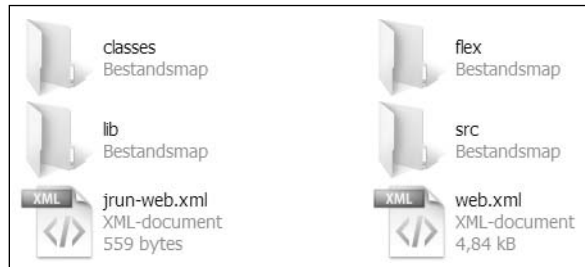 classes
Bestandsmap
flex
Bestandsmap
lib
Bestandsmap
src
Bestandsmap
XML
jrun-web.xml
XML-document
559 bytes
XML
web.xml
XML-document
4,84 kB